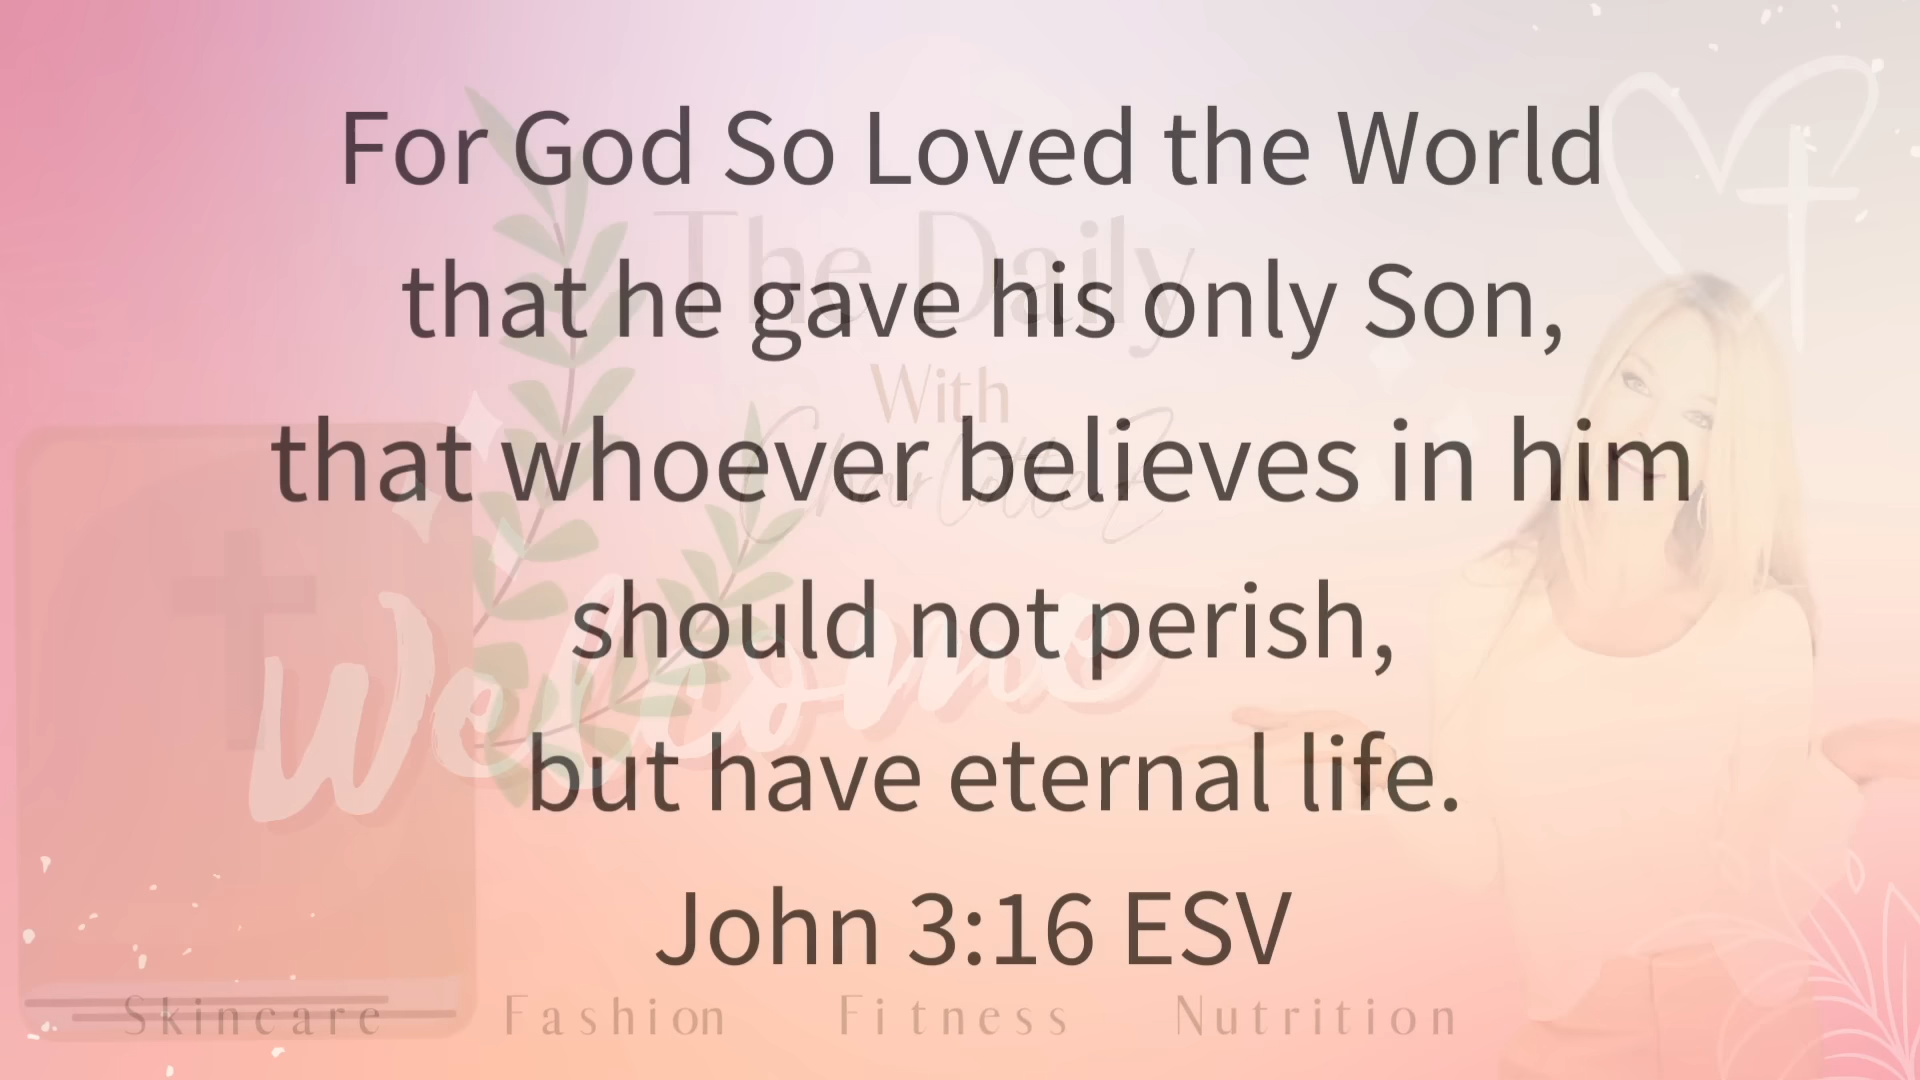 For God So Loved the World
The Daily
that he gave his only Son,
With
that whoever believes in him
CharlotteZ
should not perish,
Welcome
but have eternal life.
John 3:16 ESV
Skincare Fashion Fitness Nutrition